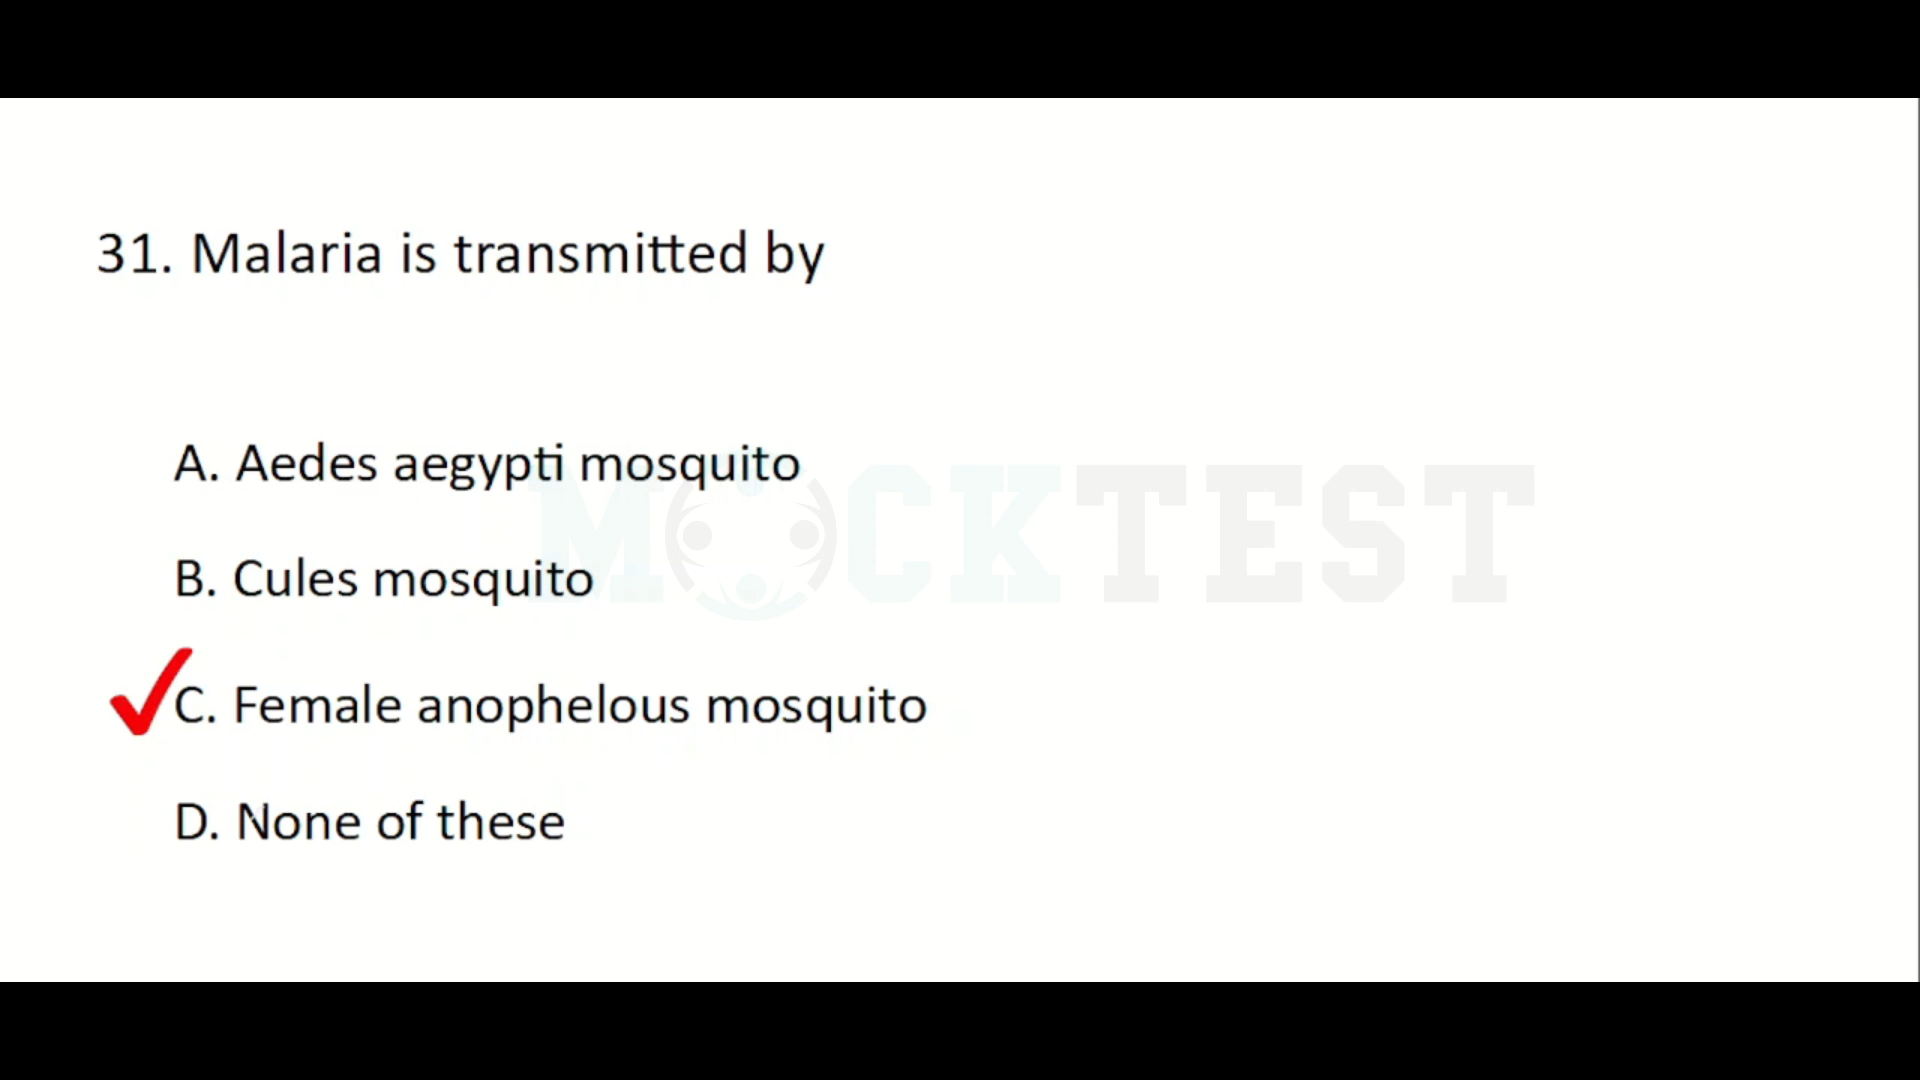 31. Malaria is transmitted by
A. Aedes aegypti mosquito
MOCKTEST
B. Cules mosquito
C. Female anophelous mosquito
D. None of these